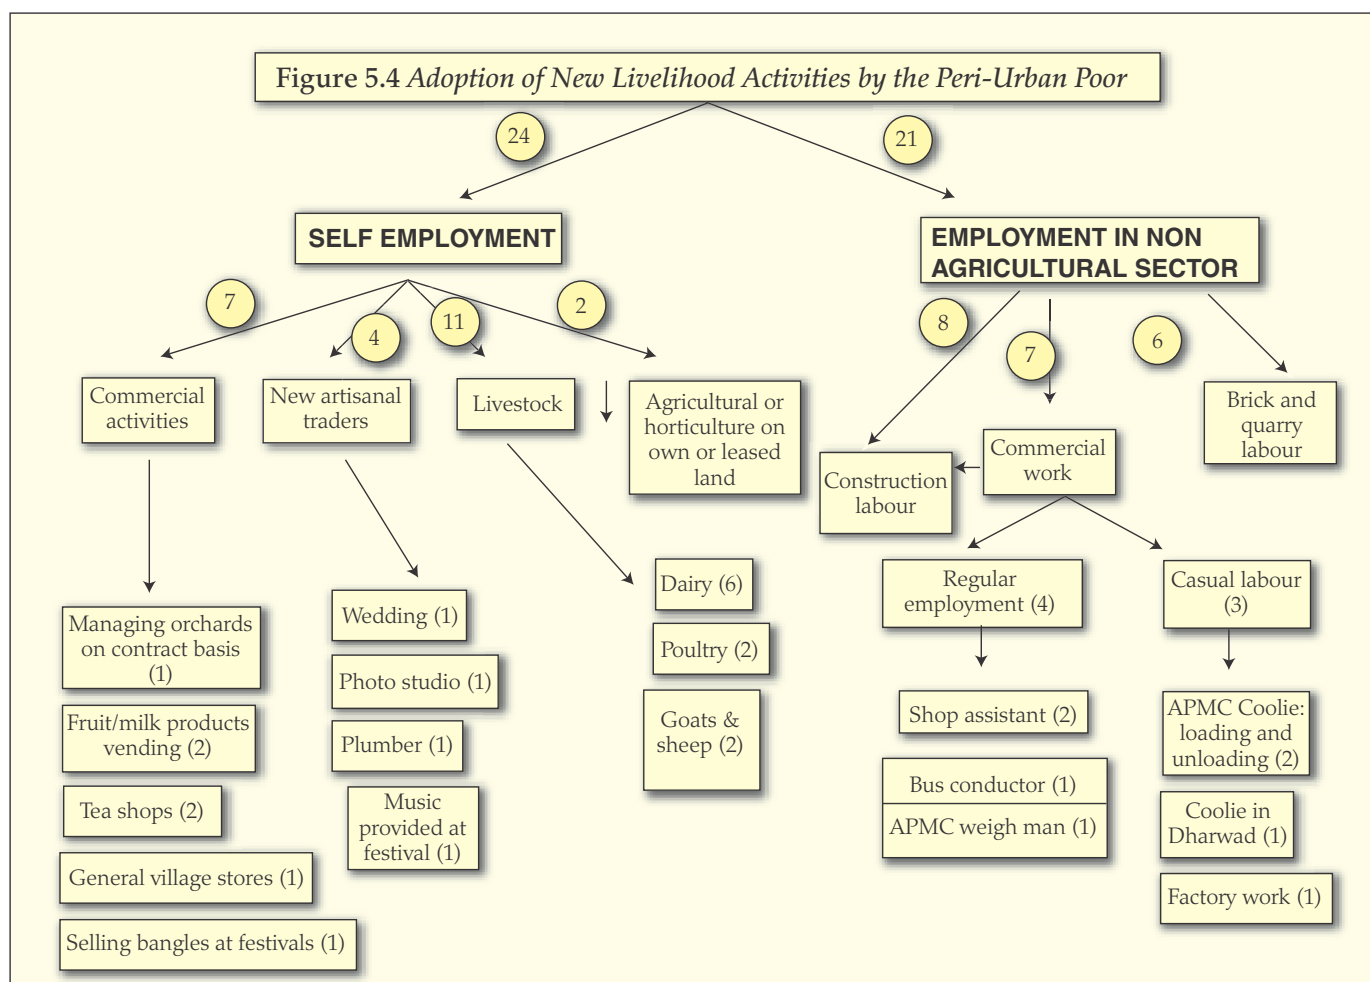 Figure 5.4 Adoption of New Livelihood Activities by the Peri-Urban Poor
24
21
SELF EMPLOYMENT
EMPLOYMENT IN NON
AGRICULTURAL SECTOR
7
4
11
2
8
7
6
Commercial
activities
New artisanal
traders
Livestock
Agricultural or
horticulture on
own or leased
land
Construction
labour
Commercial
work
Brick and
quarry
labour
Managing orchards
on contract basis
(1)
Fruit/milk products
vending (2)
Tea shops (2)
General village stores (1)
Selling bangles at festivals (1)
Wedding (1)
Photo studio (1)
Plumber (1)
Music
provided at
festival (1)
Dairy (6)
Poultry (2)
Goats &
sheep (2)
Regular
employment (4)
Shop assistant (2)
Bus conductor (1)
APMC weigh man (1)
Casual labour
(3)
APMC Coolie:
loading and
unloading (2)
Coolie in
Dharwad (1)
Factory work (1)